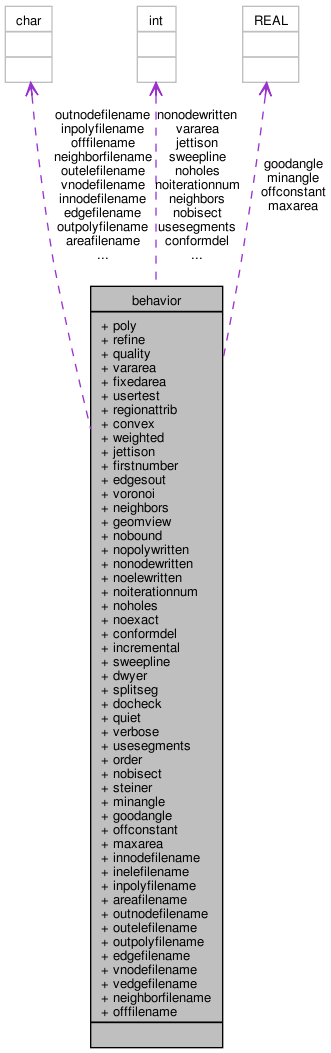 char
int
REAL
outnodefilename
inpolyfilename
offfilename
neighborfilename
outelefilename
vnodefilename
innodefilename
edgefilename
outpolyfilename
areafilename
...
nonodewritten
vararea
jettison
sweepline
noholes
noiterationnum
neighbors
nobisect
usesegments
conformdel
...
goodangle
minangle
offconstant
maxarea
behavior
+ poly
+ refine
+ quality
+ vararea
+ fixedarea
+ usertest
+ regionattrib
+ convex
+ weighted
+ jettison
+ firstnumber
+ edgesout
+ voronoi
+ neighbors
+ geomview
+ nobound
+ nopolywritten
+ nonodewritten
+ noelewritten
+ noiterationnum
+ noholes
+ noexact
+ conformdel
+ incremental
+ sweepline
+ dwyer
+ splitseg
+ docheck
+ quiet
+ verbose
+ usesegments
+ order
+ nobisect
+ steiner
+ minangle
+ goodangle
+ offconstant
+ maxarea
+ innodefilename
+ inelefilename
+ inpolyfilename
+ areafilename
+ outnodefilename
+ outelefilename
+ outpolyfilename
+ edgefilename
+ vnodefilename
+ vedgefilename
+ neighborfilename
+ offfilename